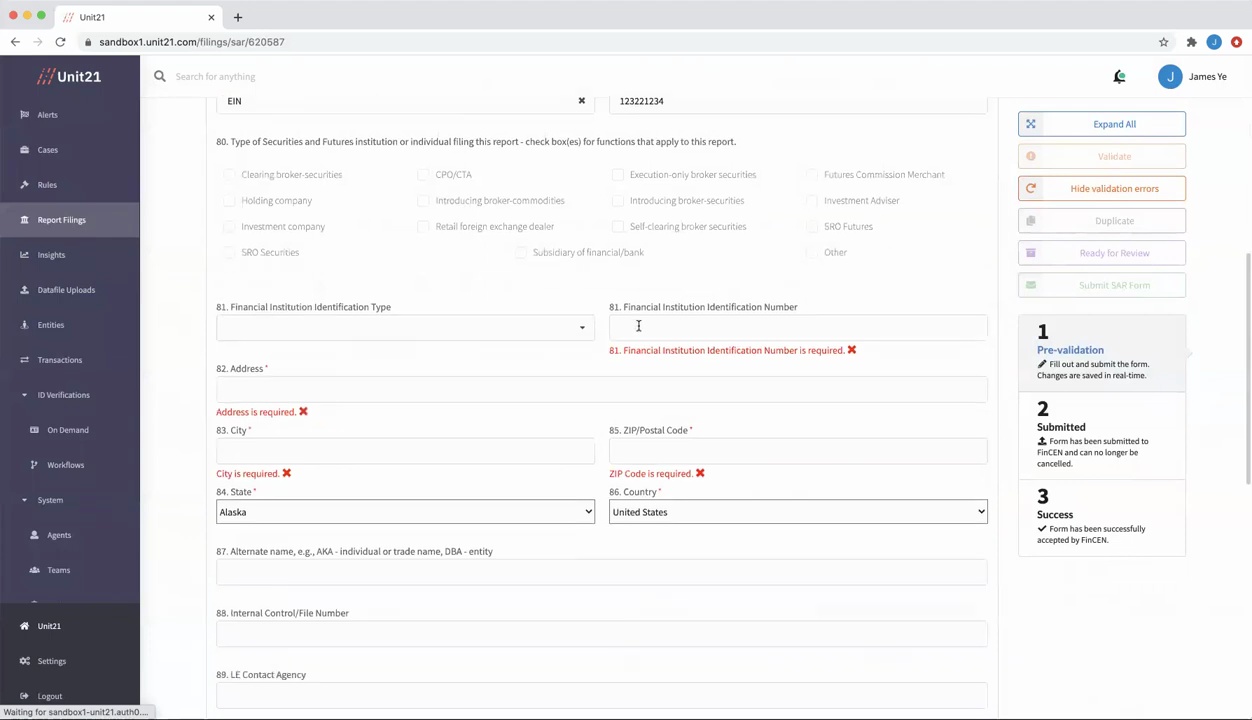 Unit21
sandbox1.unit21.com/filings/sar/620587
J
Unit21
Search for anything
J
James Ye
Alerts
Cases
Rules
Report Filings
Insights
Datafile Uploads
Entities
Transactions
ID Verifications
On Demand
Workflows
System
Agents
Teams
Unit21
Settings
Logout
Waiting for sandbox1-unit21.auth0....
EIN
123221234
80. Type of Securities and Futures institution or individual filing this report - check box(es) for functions that apply to this report.
Clearing broker-securities
CPO/CTA
Execution-only broker securities
Futures Commission Merchant
Holding company
Introducing broker-commodities
Introducing broker-securities
Investment Adviser
Investment company
Retail foreign exchange dealer
Self-clearing broker securities
SRO Futures
SRO Securities
Subsidiary of financial/bank
Other
81. Financial Institution Identification Type
81. Financial Institution Identification Number
81. Financial Institution Identification Number is required.
82. Address*
Address is required.
83. City*
85. ZIP/Postal Code*
City is required.
ZIP Code is required.
84. State*
86. Country*
Alaska
United States
87. Alternate name, e.g., AKA - individual or trade name, DBA - entity
88. Internal Control/File Number
89. LE Contact Agency
Expand All
Validate
Hide validation errors
Duplicate
Ready for Review
Submit SAR Form
1
Pre-validation
Fill out and submit the form.
Changes are saved in real-time.
2
Submitted
Form has been submitted to
FinCEN and can no longer be
cancelled.
3
Success
Form has been successfully
accepted by FinCEN.